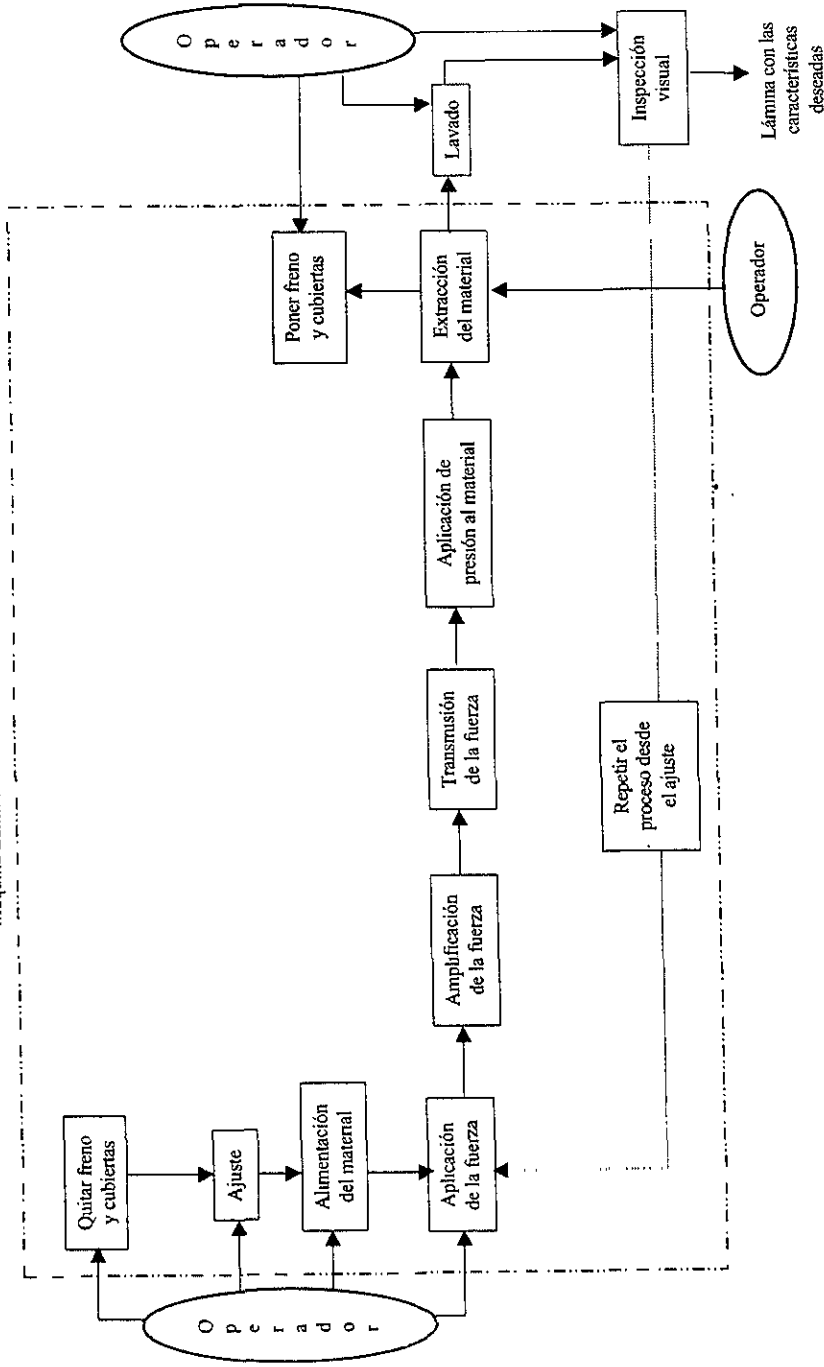 Quitar freno
y cubiertas
Ajuste
Alimentación
del material
Aplicación
de la fuerza
Operador
Amplificación
de la fuerza
Transmusión
de la fuerza
Aplicación de
presión al material
Extracción
del material
Poner freno
y cubiertas
Lavado
Operador
Inspección
visual
Lámina con las
características
deseadas
Operador
Repetir el
proceso desde
el ajuste